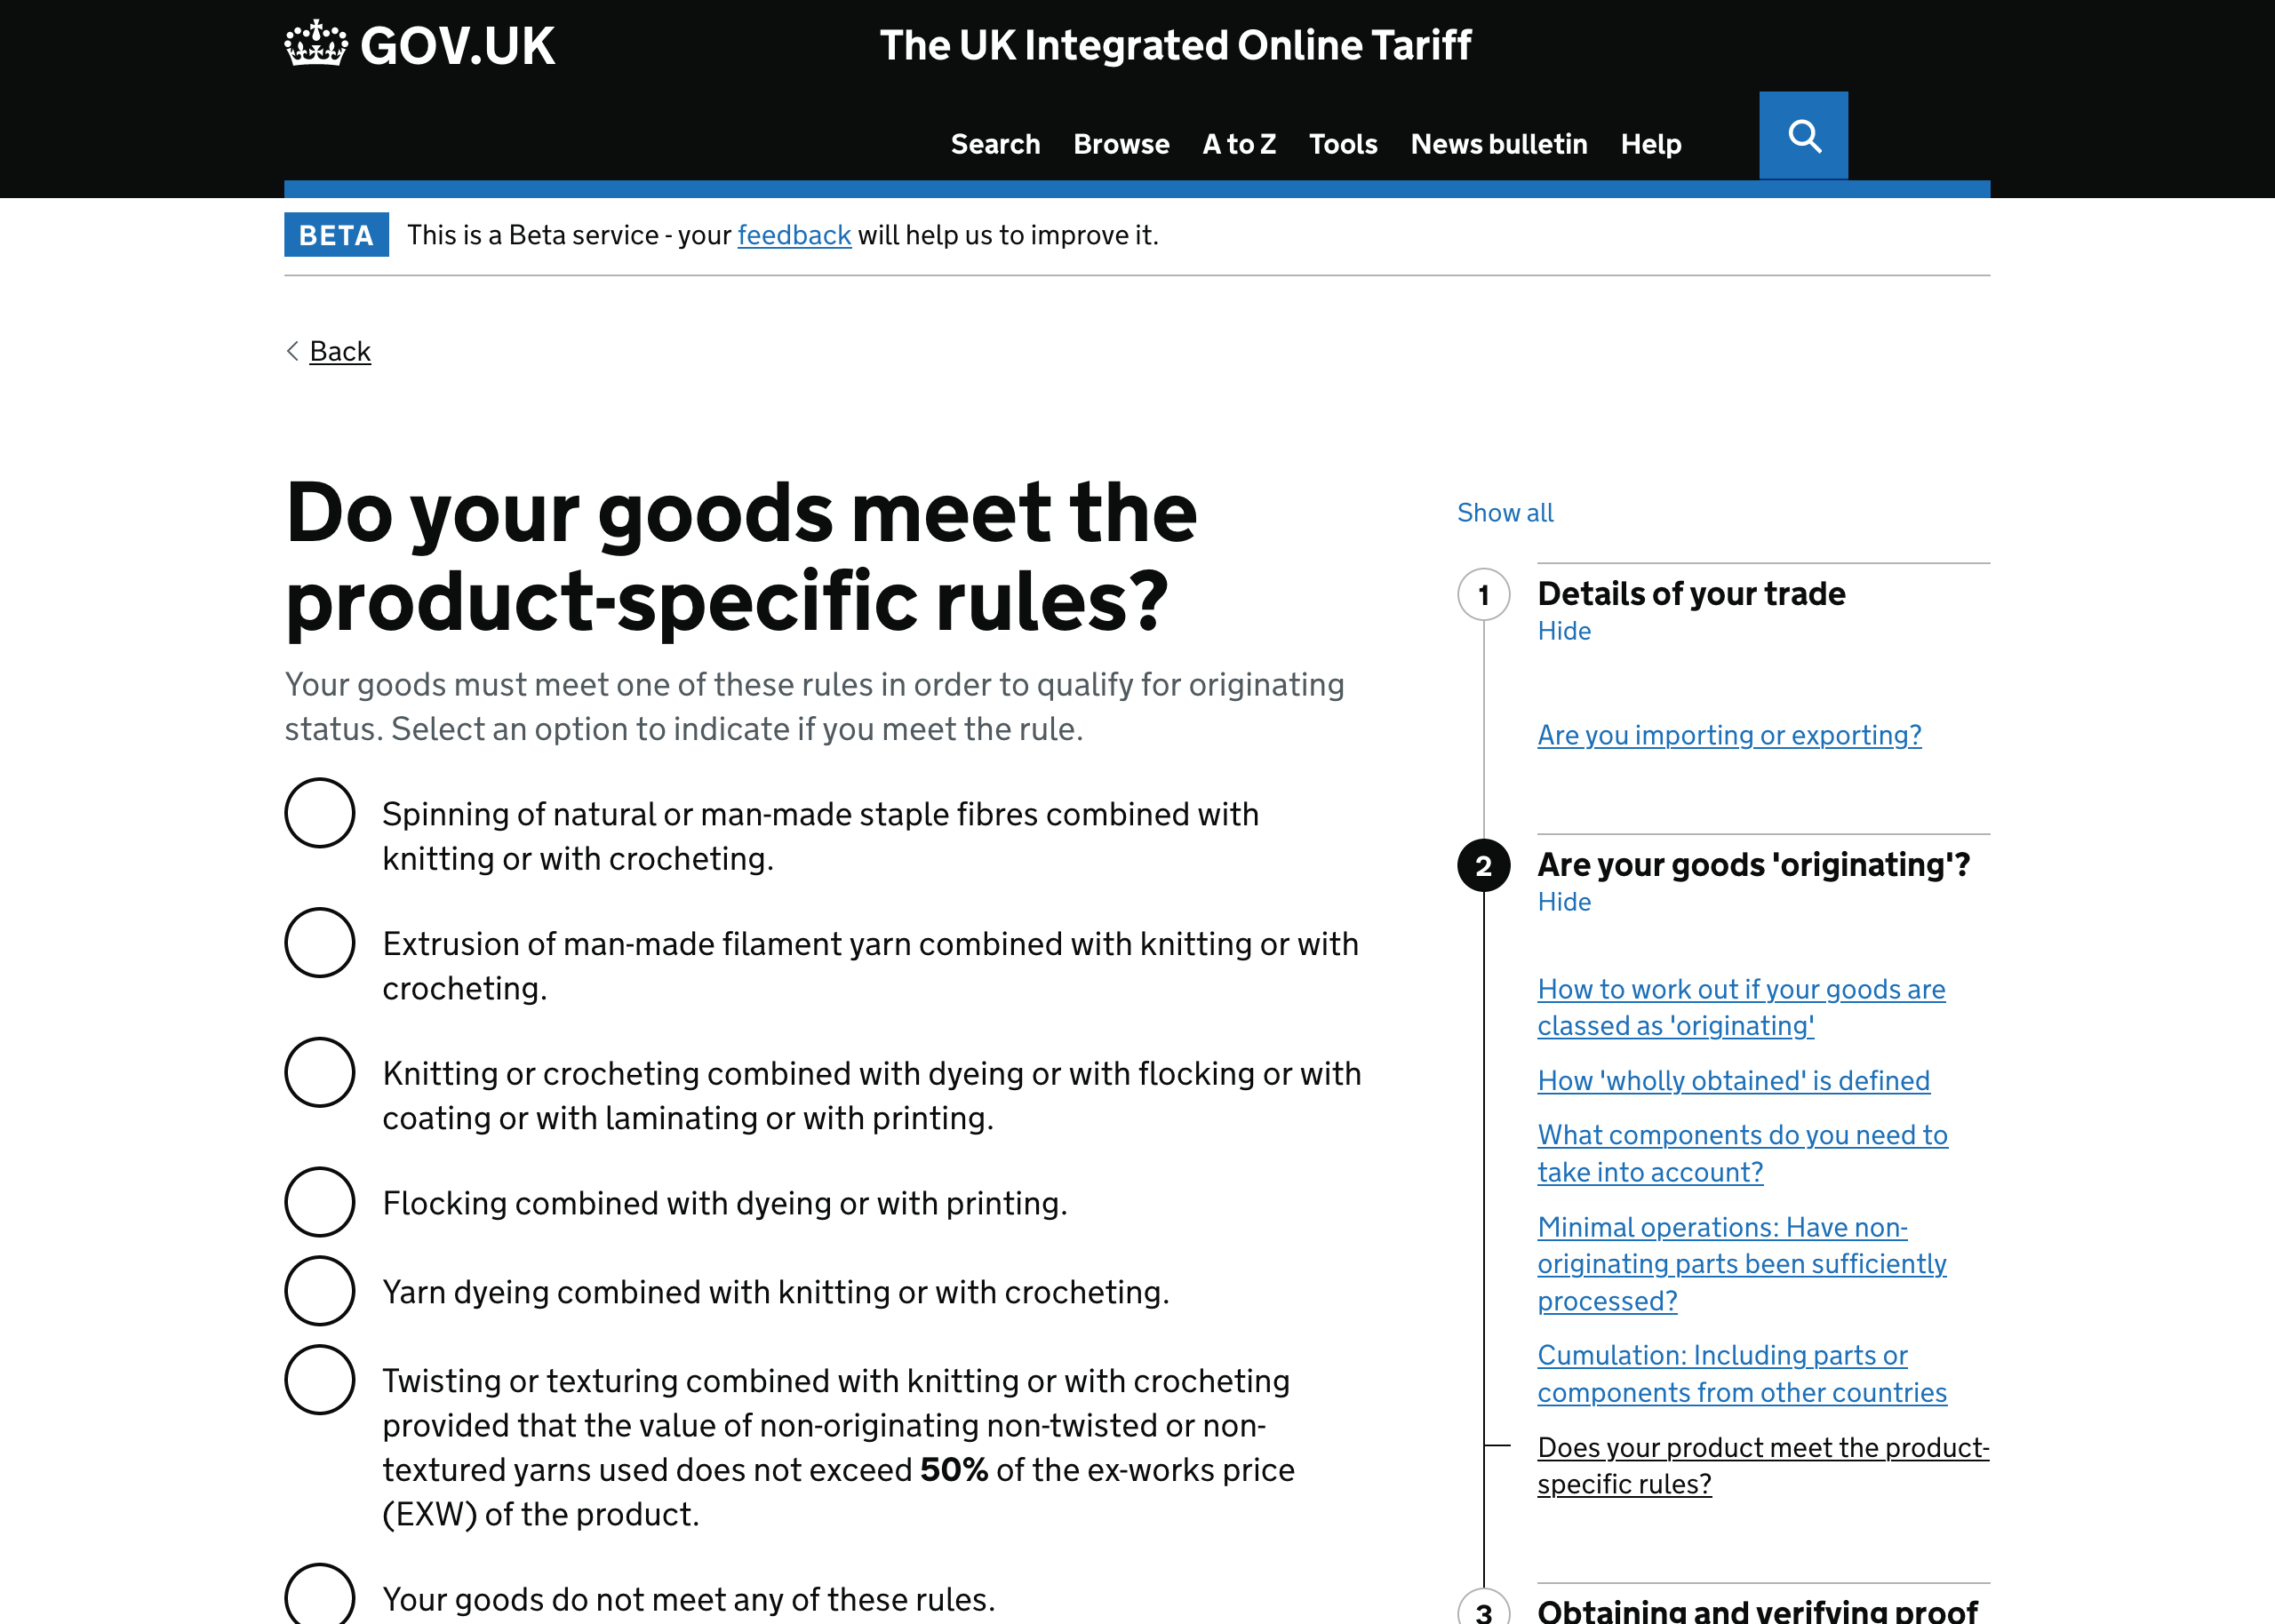 GOV.UK
The UK Integrated Online Tariff
Search Browse A to Z Tools News bulletin Help
BETA This is a Beta service - your feedback will help us to improve it.
Back
Do your goods meet the
product-specific rules?
Your goods must meet one of these rules in order to qualify for originating
status. Select an option to indicate if you meet the rule.
Spinning of natural or man-made staple fibres combined with
knitting or with crocheting.
Extrusion of man-made filament yarn combined with knitting or with
crocheting.
Knitting or crocheting combined with dyeing or with flocking or with
coating or with laminating or with printing.
Flocking combined with dyeing or with printing.
Yarn dyeing combined with knitting or with crocheting.
Twisting or texturing combined with knitting or with crocheting
provided that the value of non-originating non-twisted or non-
textured yarns used does not exceed 50% of the ex-works price
(EXW) of the product.
Your goods do not meet any of these rules.
Show all
1 Details of your trade
Hide
Are you importing or exporting?
2 Are your goods 'originating'?
Hide
How to work out if your goods are
classed as 'originating'
How 'wholly obtained' is defined
What components do you need to
take into account?
Minimal operations: Have non-
originating parts been sufficiently
processed?
Cumulation: Including parts or
components from other countries
Does your product meet the product-
specific rules?
3 Obtaining and verifying proof